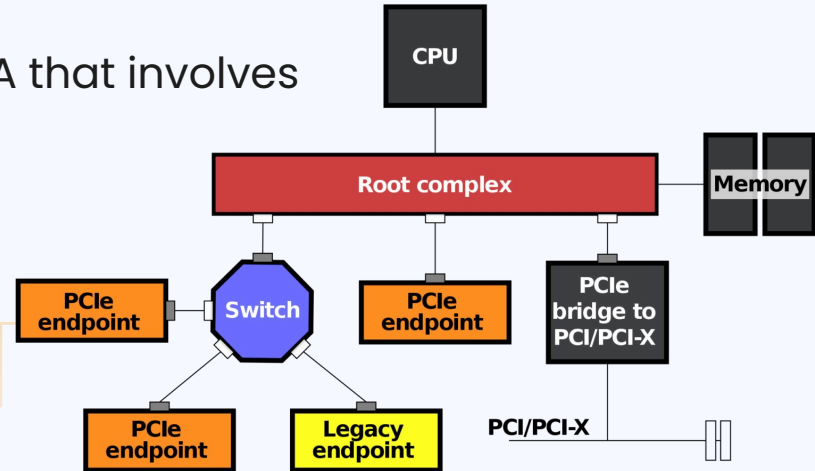 A that involves
CPU
Root complex
Memory
PCIe
endpoint
Switch
PCIe
endpoint
PCIe
bridge to
PCI/PCI-X
PCIe
endpoint
Legacy
endpoint
PCI/PCI-X